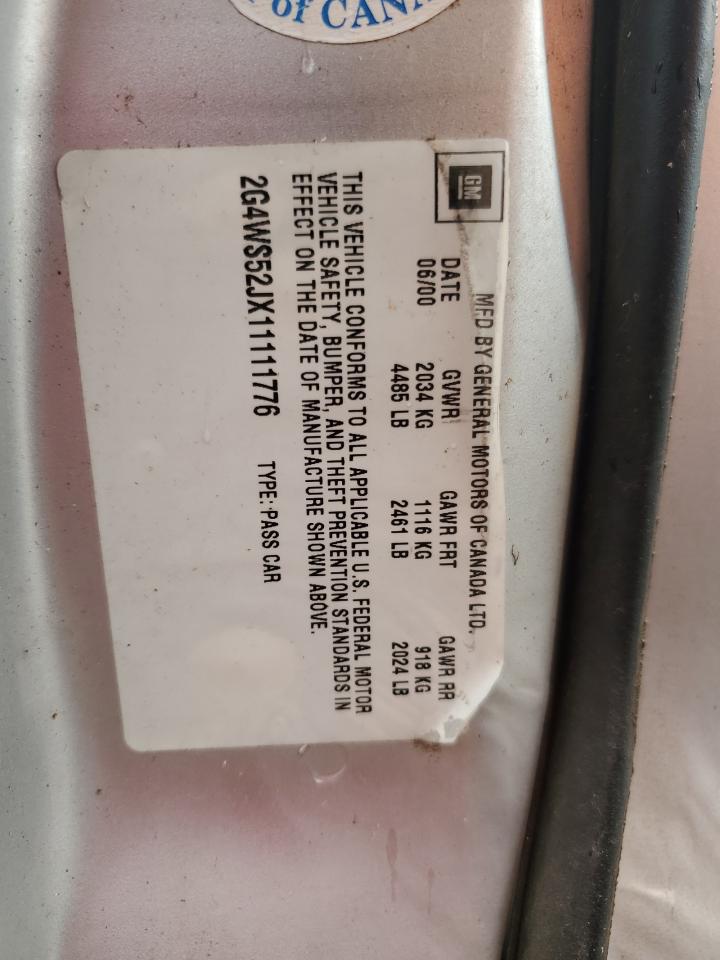 of CANA
GM
MFD BY GENERAL MOTORS OF CANADA LTD.
DATE GVWR GAWR FRT GAWR RR
06/00 2034 KG 1116 KG 918 KG
4485 LB 2461 LB 2024 LB
THIS VEHICLE CONFORMS TO ALL APPLICABLE U.S. FEDERAL MOTOR
VEHICLE SAFETY, BUMPER, AND THEFT PREVENTION STANDARDS IN
EFFECT ON THE DATE OF MANUFACTURE SHOWN ABOVE.
2G4WS52JX11111776 TYPE: PASS CAR